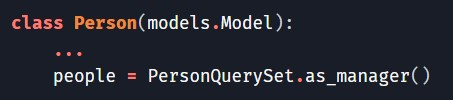 class Person(models.Model):
    ...
    people = PersonQuerySet.as_manager()